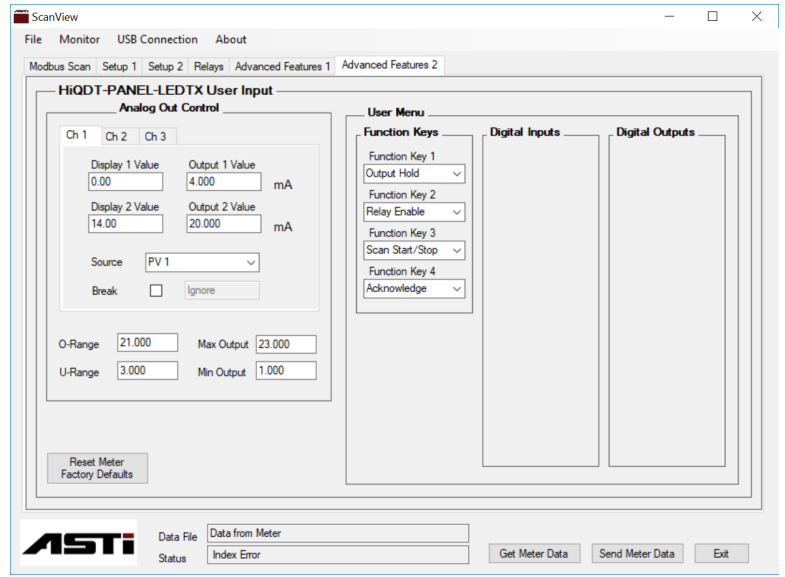 ScanView
File Monitor USB Connection About
Modbus Scan Setup 1 Setup 2 Relays Advanced Features 1 Advanced Features 2
HiQDT-PANEL-LEDTX User Input
Analog Out Control
Ch 1 Ch 2 Ch 3
Display 1 Value Output 1 Value
0.00 4.000 mA
Display 2 Value Output 2 Value
14.00 20.000 mA
Source PV 1
Break Ignore
O-Range 21.000 Max Output 23.000
U-Range 3.000 Min Output 1.000
Reset Meter
Factory Defaults
User Menu
Function Keys Digital Inputs Digital Outputs
Function Key 1
Output Hold
Function Key 2
Relay Enable
Function Key 3
Scan Start/Stop
Function Key 4
Acknowledge
ASTi
Data File Data from Meter
Status Index Error
Get Meter Data Send Meter Data Exit